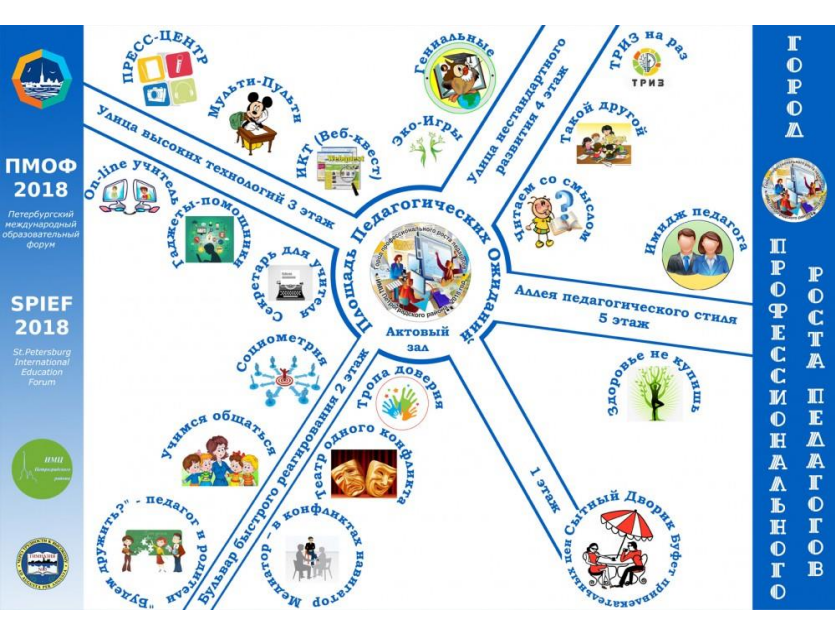 ПМОФ
2018
Петербургский
международный
образовательный
форум
SPIEF
2018
St.Petersburg
International
Education
Forum
ИМЦ
Петроградского
района
ГИМНАЗИЯ
ПРЕСС-ЦЕНТР
Мульти-Пульти
ИКТ (Веб-квест)
Улица высоких технологий 3 этаж
On-line учитель
Гаджеты-помощники
Секретарь для учителя
Гениальные
Эко-Игры
Улица нестандартного
развития 4 этаж
ТРИЗ на раз
ТРИЗ
Такой другой
Читаем со смыслом
Площадь Педагогических Ожиданий
Актовый
зал
Имидж педагога
Аллея педагогического стиля
5 этаж
Здоровье не купишь
Социометрия
Учимся общаться
"Будем дружить?" - педагог и родители
Бульвар быстрого реагирования 2 этаж
Тропа доверия
Театр одного конфликта
Медиатор – в конфликтах навигатор
1 этаж
Сытный Дворик Буфет привлекательных цен
ГОРОД
ПРОФЕССИОНАЛЬНОГО
РОСТА ПЕДАГОГОВ